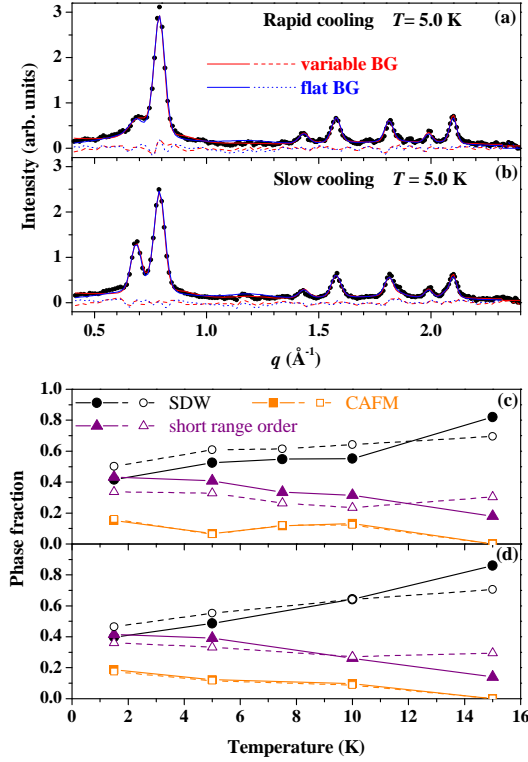 Rapid cooling T = 5.0 K (a)
variable BG
flat BG
3
2
1
0
Slow cooling T = 5.0 K (b)
3
2
1
0
Intensity (arb. units)
0.5 1.0 1.5 2.0
q (Å-1)
(c)
SDW CAFM
short range order
1.0
0.8
0.6
0.4
0.2
0.0
(d)
0.8
0.6
0.4
0.2
0.0
Phase fraction
0 2 4 6 8 10 12 14 16
Temperature (K)